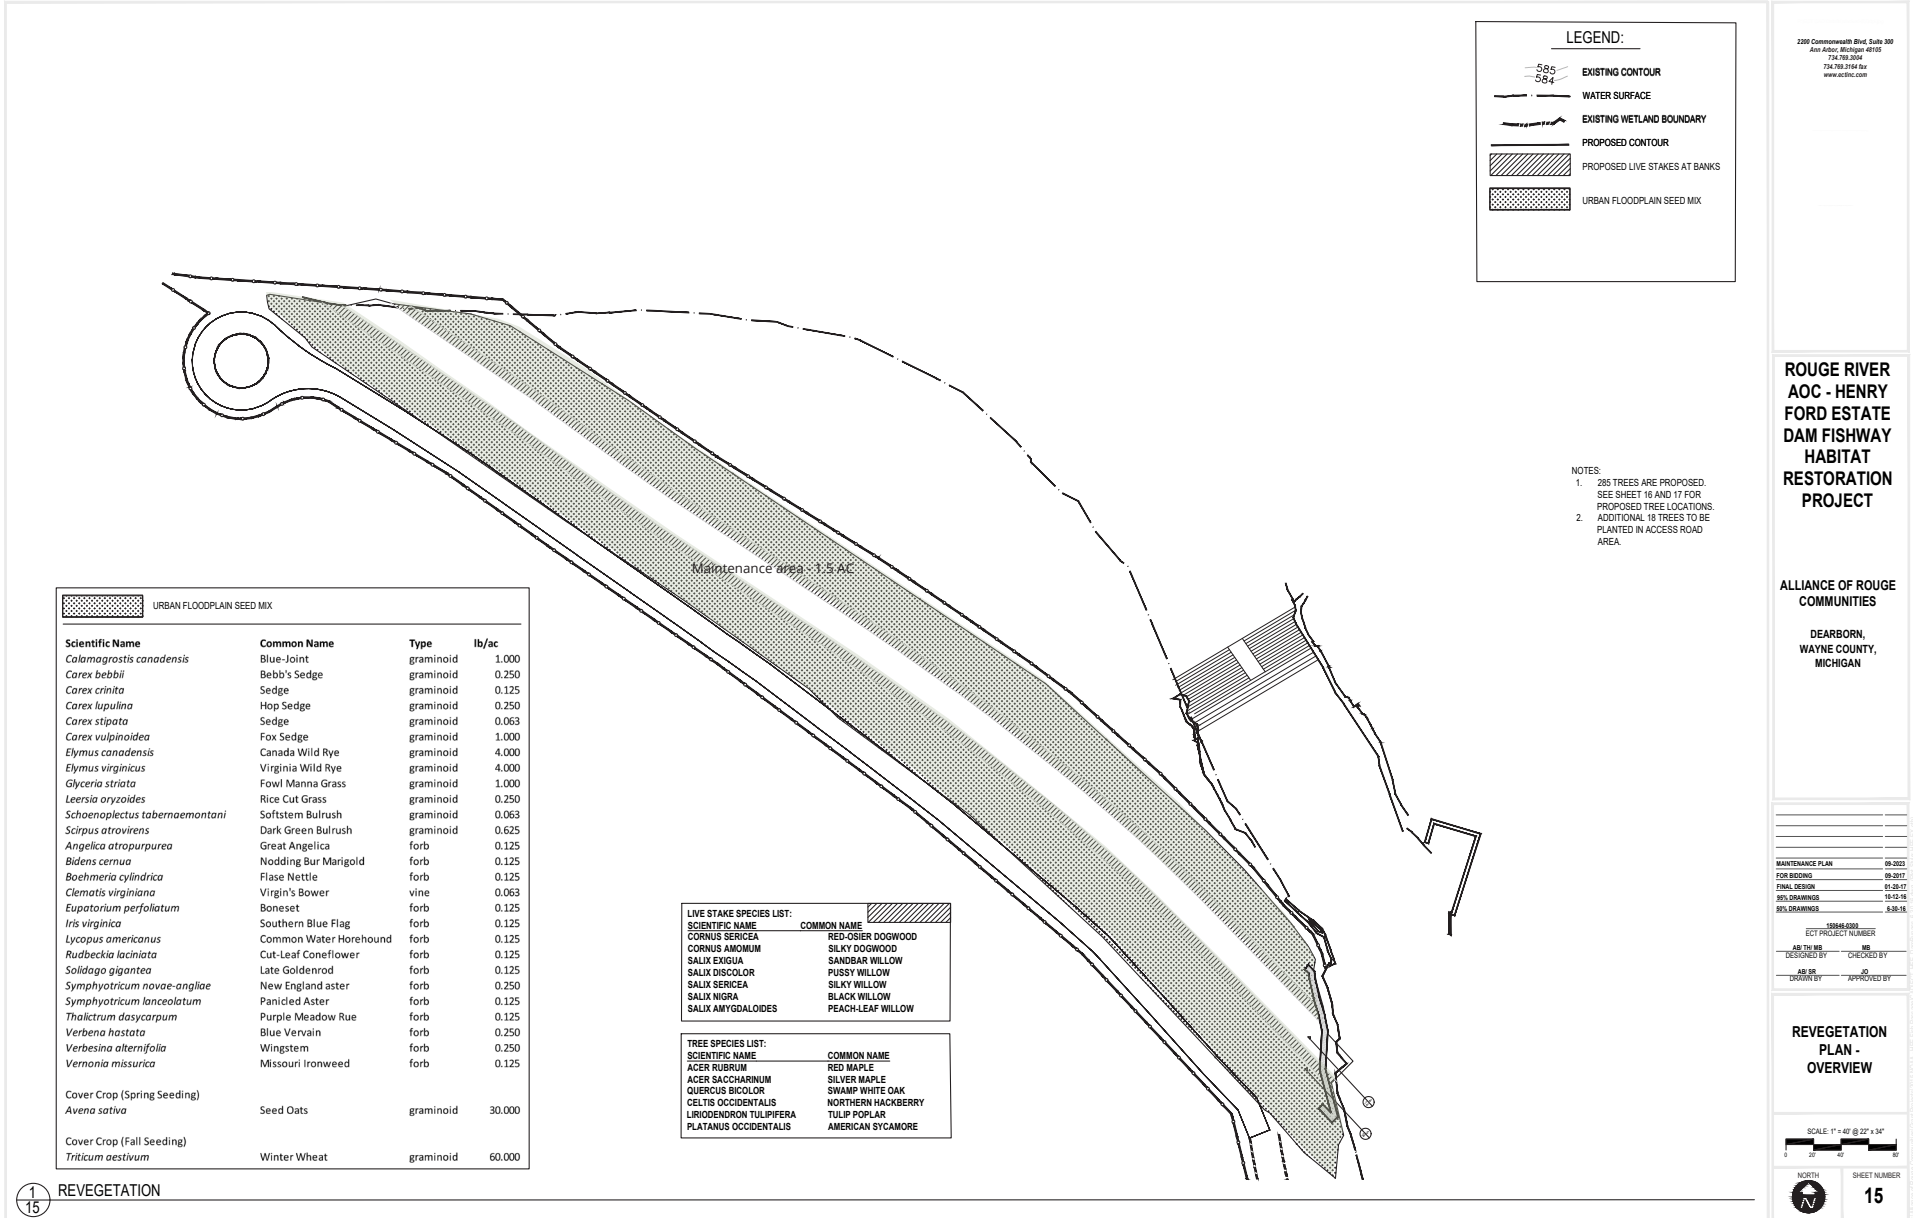 LEGEND:
585
584
EXISTING CONTOUR
WATER SURFACE
EXISTING WETLAND BOUNDARY
PROPOSED CONTOUR
PROPOSED LIVE STAKES AT BANKS
URBAN FLOODPLAIN SEED MIX
NOTES:
1. 285 TREES ARE PROPOSED.
SEE SHEET 16 AND 17 FOR
PROPOSED TREE LOCATIONS.
2. ADDITIONAL 18 TREES TO BE
PLANTED IN ACCESS ROAD
AREA.
Maintenance area - 1.5 AC
URBAN FLOODPLAIN SEED MIX
Scientific Name Common Name Type lb/ac
Calamagrostis canadensis Blue-Joint graminoid 1.000
Carex bebbii Bebb's Sedge graminoid 0.250
Carex crinita Sedge graminoid 0.125
Carex lupulina Hop Sedge graminoid 0.250
Carex stipata Sedge graminoid 0.063
Carex vulpinoidea Fox Sedge graminoid 1.000
Elymus canadensis Canada Wild Rye graminoid 4.000
Elymus virginicus Virginia Wild Rye graminoid 4.000
Glyceria striata Fowl Manna Grass graminoid 1.000
Leersia oryzoides Rice Cut Grass graminoid 0.250
Schoenoplectus tabernaemontani Softstem Bulrush graminoid 0.063
Scirpus atrovirens Dark Green Bulrush graminoid 0.625
Angelica atropurpurea Great Angelica forb 0.125
Bidens cernua Nodding Bur Marigold forb 0.125
Boehmeria cylindrica Flase Nettle forb 0.125
Clematis virginiana Virgin's Bower vine 0.063
Eupatorium perfoliatum Boneset forb 0.125
Iris virginica Southern Blue Flag forb 0.125
Lycopus americanus Common Water Horehound forb 0.125
Rudbeckia laciniata Cut-Leaf Coneflower forb 0.125
Solidago gigantea Late Goldenrod forb 0.125
Symphyotricum novae-angliae New England aster forb 0.250
Symphyotricum lanceolatum Panicled Aster forb 0.125
Thalictrum dasycarpum Purple Meadow Rue forb 0.125
Verbena hastata Blue Vervain forb 0.250
Verbesina alternifolia Wingstem forb 0.250
Vernonia missurica Missouri Ironweed forb 0.125
Cover Crop (Spring Seeding)
Avena sativa Seed Oats graminoid 30.000
Cover Crop (Fall Seeding)
Triticum aestivum Winter Wheat graminoid 60.000
LIVE STAKE SPECIES LIST:
SCIENTIFIC NAME COMMON NAME
CORNUS SERICEA RED-OSIER DOGWOOD
CORNUS AMOMUM SILKY DOGWOOD
SALIX EXIGUA SANDBAR WILLOW
SALIX DISCOLOR PUSSY WILLOW
SALIX SERICEA SILKY WILLOW
SALIX NIGRA BLACK WILLOW
SALIX AMYGDALOIDES PEACH-LEAF WILLOW
TREE SPECIES LIST:
SCIENTIFIC NAME COMMON NAME
ACER RUBRUM RED MAPLE
ACER SACCHARINUM SILVER MAPLE
QUERCUS BICOLOR SWAMP WHITE OAK
CELTIS OCCIDENTALIS NORTHERN HACKBERRY
LIRIODENDRON TULIPIFERA TULIP POPLAR
PLATANUS OCCIDENTALIS AMERICAN SYCAMORE
1
15
REVEGETATION
2200 Commonwealth Blvd, Suite 300
Ann Arbor, Michigan 48105
734.769.3004
734.769.3164 fax
www.ectinc.com
ROUGE RIVER
AOC - HENRY
FORD ESTATE
DAM FISHWAY
HABITAT
RESTORATION
PROJECT
ALLIANCE OF ROUGE
COMMUNITIES
DEARBORN,
WAYNE COUNTY,
MICHIGAN
MAINTENANCE PLAN 09-2023
FOR BIDDING 09-2017
FINAL DESIGN 01-20-17
95% DRAWINGS 10-12-16
50% DRAWINGS 6-30-16
150646-0300
ECT PROJECT NUMBER
AB/ TH/ MB MB
DESIGNED BY CHECKED BY
AB/ SR JO
DRAWN BY APPROVED BY
REVEGETATION
PLAN -
OVERVIEW
SCALE: 1" = 40' @ 22" x 34"
0 20' 40' 80'
NORTH
N
SHEET NUMBER
15